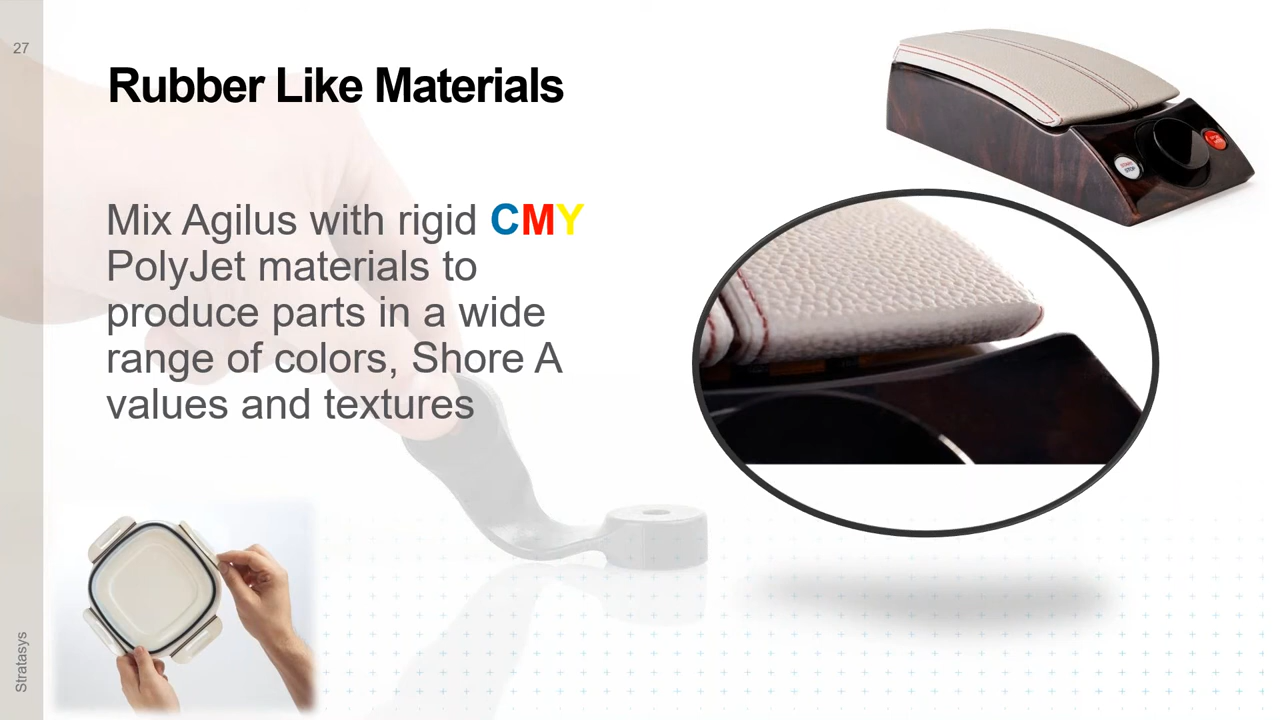 27
Rubber Like Materials
Mix Agilus with rigid CMY
PolyJet materials to
produce parts in a wide
range of colors, Shore A
values and textures
Stratasys